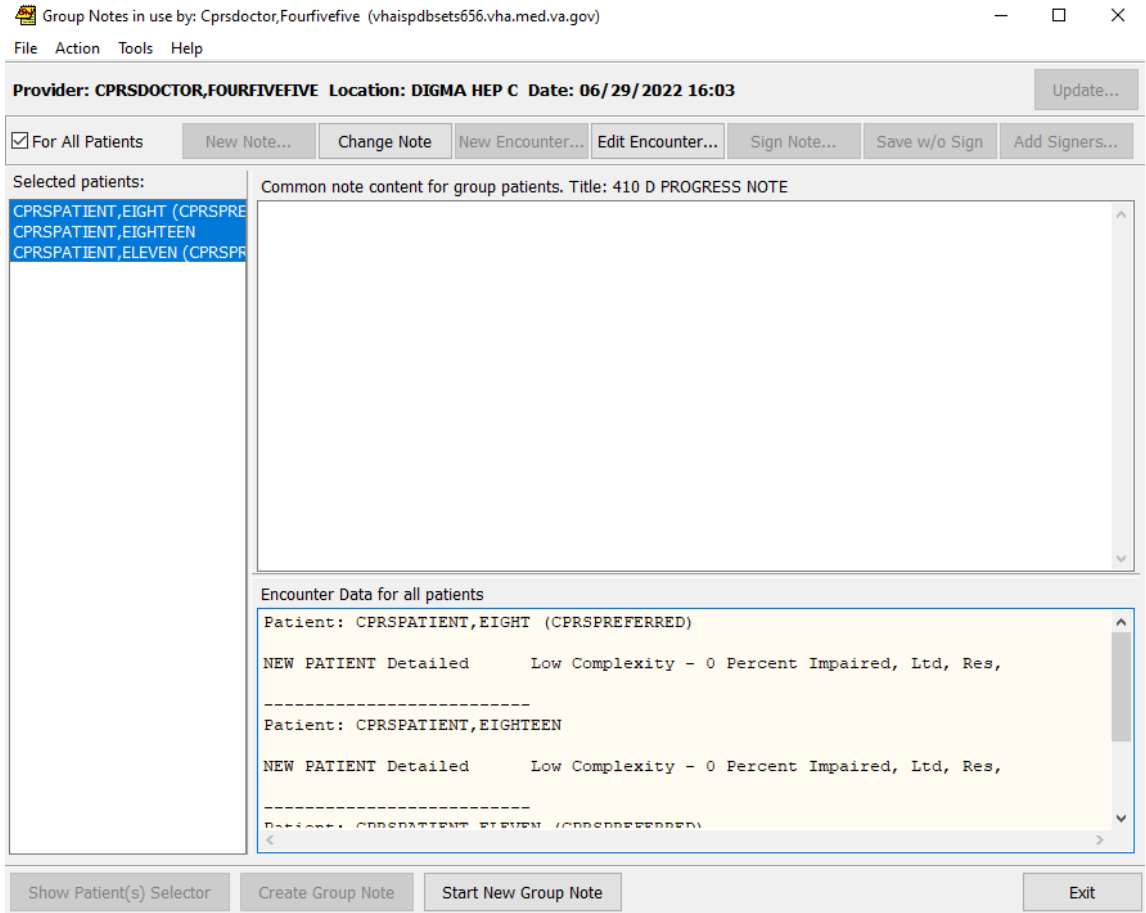 Group Notes in use by: Cprsdoctor,Fourfivefive (vhaispdbsets656.vha.med.va.gov)
File Action Tools Help
Provider: CPRSDOCTOR,FOURFIVEFIVE Location: DIGMA HEP C Date: 06/29/2022 16:03
Update...
For All Patients
New Note...
Change Note
New Encounter...
Edit Encounter...
Sign Note...
Save w/o Sign
Add Signers...
Selected patients:
CPRSPATIENT,EIGHT (CPRSPRE
CPRSPATIENT,EIGHTEEN
CPRSPATIENT,ELEVEN (CPRSPR
Common note content for group patients. Title: 410 D PROGRESS NOTE
Encounter Data for all patients
Patient: CPRSPATIENT,EIGHT (CPRSPREFERRED)
NEW PATIENT Detailed Low Complexity - 0 Percent Impaired, Ltd, Res,
--------------------------
Patient: CPRSPATIENT,EIGHTEEN
NEW PATIENT Detailed Low Complexity - 0 Percent Impaired, Ltd, Res,
--------------------------
Patient: CPRSPATIENT,ELEVEN (CPRSPREFERRED)
Show Patient(s) Selector
Create Group Note
Start New Group Note
Exit